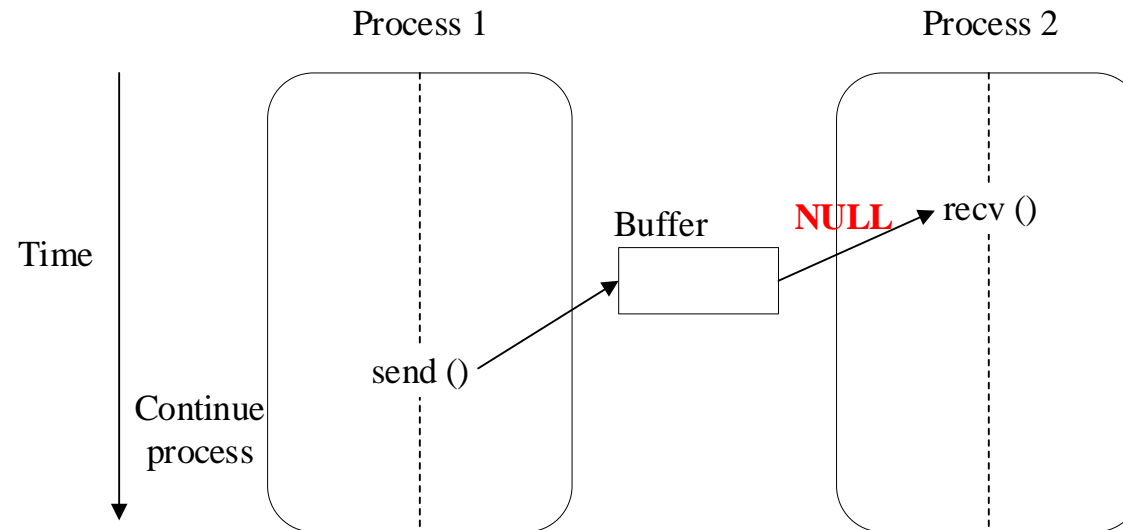 Process 1
Process 2
recv ()
NULL
Buffer
Time
send ()
Continue
process